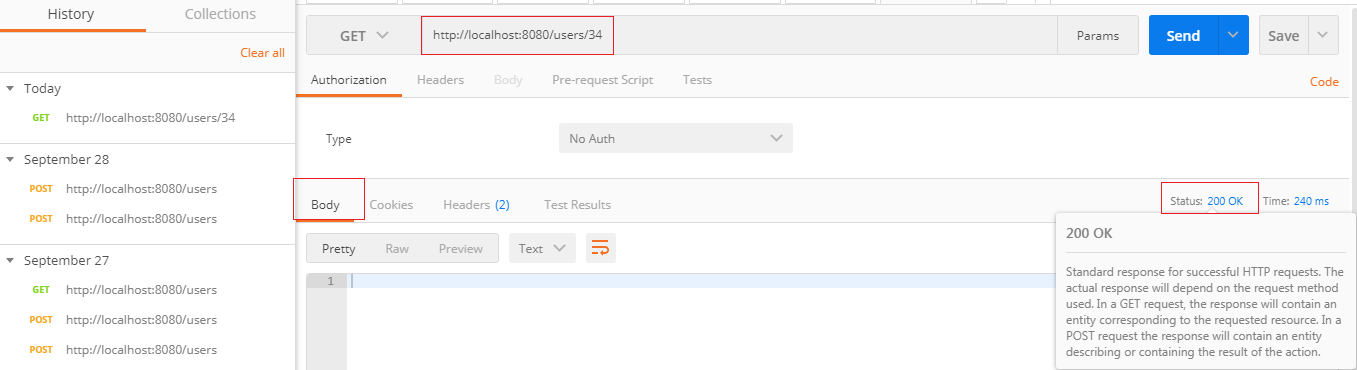 History
Collections
Clear all
Today
GET http://localhost:8080/users/34
September 28
POST http://localhost:8080/users
POST http://localhost:8080/users
September 27
GET http://localhost:8080/users
POST http://localhost:8080/users
POST http://localhost:8080/users
GET http://localhost:8080/users/34 Params Send Save
Authorization Headers Body Pre-request Script Tests Code
Type No Auth
Body Cookies Headers (2) Test Results Status: 200 OK Time: 240 ms
Pretty Raw Preview Text
1
200 OK
Standard response for successful HTTP requests. The
actual response will depend on the request method
used. In a GET request, the response will contain an
entity corresponding to the requested resource. In a
POST request the response will contain an entity
describing or containing the result of the action.